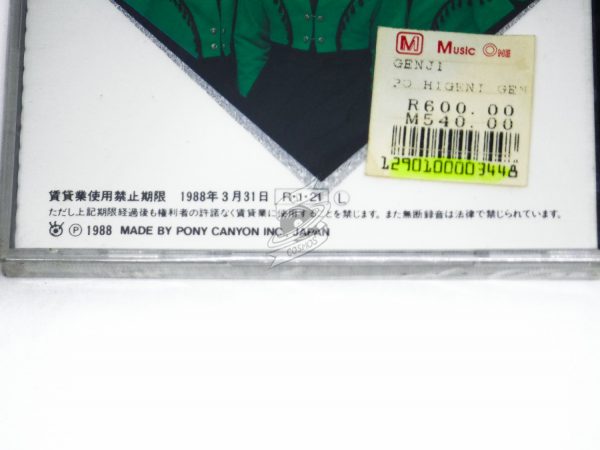 M Music One
GENJI
PO HIGENI GEN
R600.00
M540.00
1290100003448
賃貸業使用禁止期限 1988年3月31日 R・J・21 L
ただし上記期限経過後も権利者の許諾なく賃貸業に使用することを禁じます。また無断録音は法律で禁じられています。
Ⓟ 1988 MADE BY PONY CANYON INC. JAPAN
COSMOS